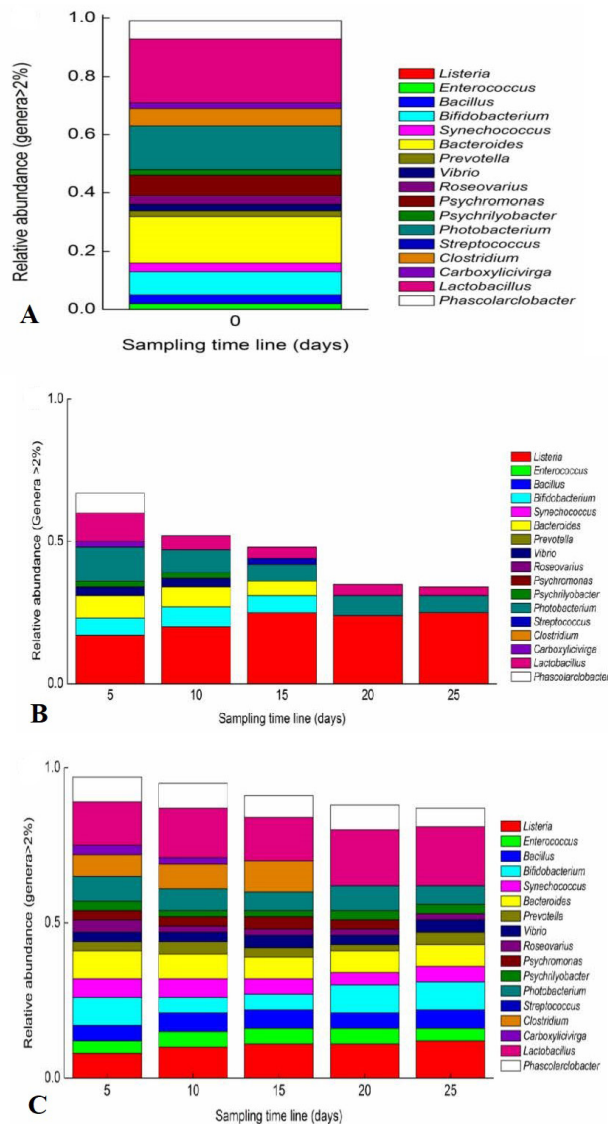 1.0
0.8
0.6
0.4
0.2
0.0
Relative abundance (genera>2%)
0
Sampling time line (days)
A
Listeria
Enterococcus
Bacillus
Bifidobacterium
Synechococcus
Bacteroides
Prevotella
Vibrio
Roseovarius
Psychromonas
Psychrilyobacter
Photobacterium
Streptococcus
Clostridium
Carboxylicivirga
Lactobacillus
Phascolarclobacter
1.0
0.5
0.0
Relative abundance (Genera >2%)
5 10 15 20 25
Sampling time line (days)
B
Listeria
Enterococcus
Bacillus
Bifidobacterium
Synechococcus
Bacteroides
Prevotella
Vibrio
Roseovarius
Psychromonas
Psychrilyobacter
Photobacterium
Streptococcus
Clostridium
Carboxylicivirga
Lactobacillus
Phascolarclobacter
1.0
0.5
0.0
Relative abundance (genera>2%)
5 10 15 20 25
Sampling time line (days)
C
Listeria
Enterococcus
Bacillus
Bifidobacterium
Synechococcus
Bacteroides
Prevotella
Vibrio
Roseovarius
Psychromonas
Psychrilyobacter
Photobacterium
Streptococcus
Clostridium
Carboxylicivirga
Lactobacillus
Phascolerclobacter